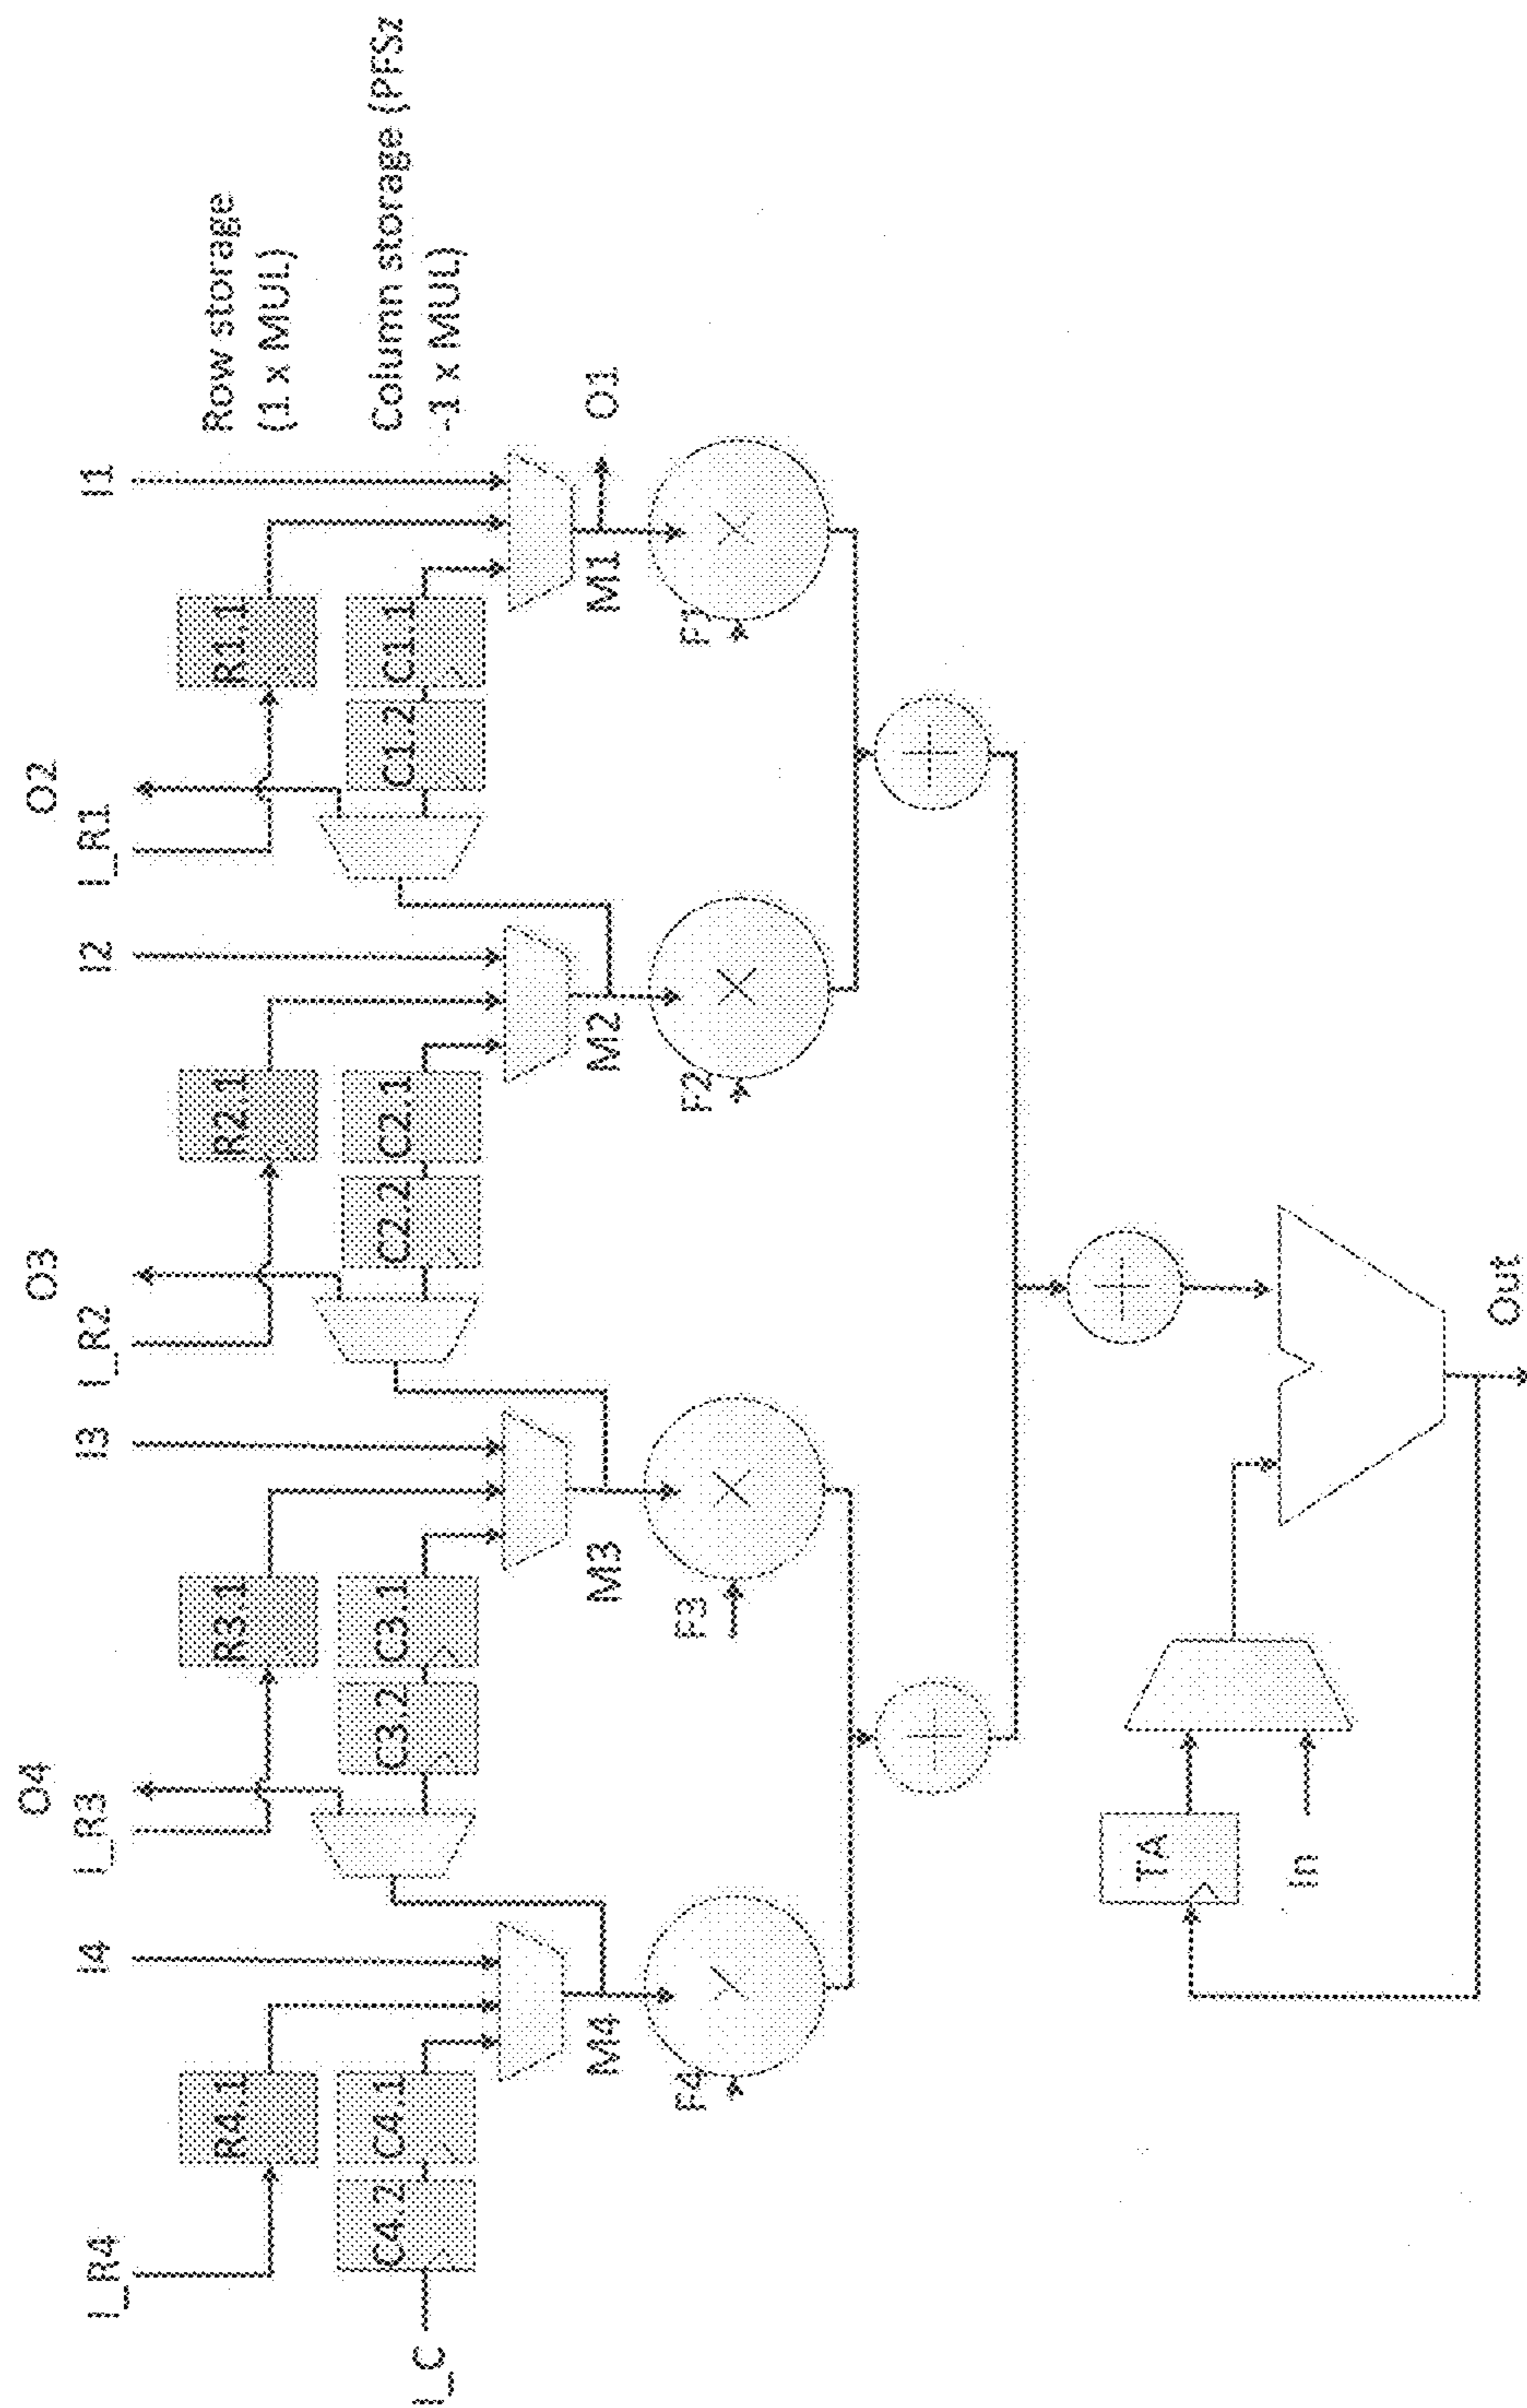 O4
O3
O2
I_R4
I4
I_R3
I3
I_R2
I2
I_R1
I1
Row storage
(1 x MUL)
R4.1
R3.1
R2.1
R1.1
Column storage (PFSz
-1 x MUL)
I_C
C4.2
C4.1
C3.2
C3.1
C2.2
C2.1
C1.2
C1.1
M4
M3
M2
M1
O1
F4
F3
F2
F1
TA
In
Out